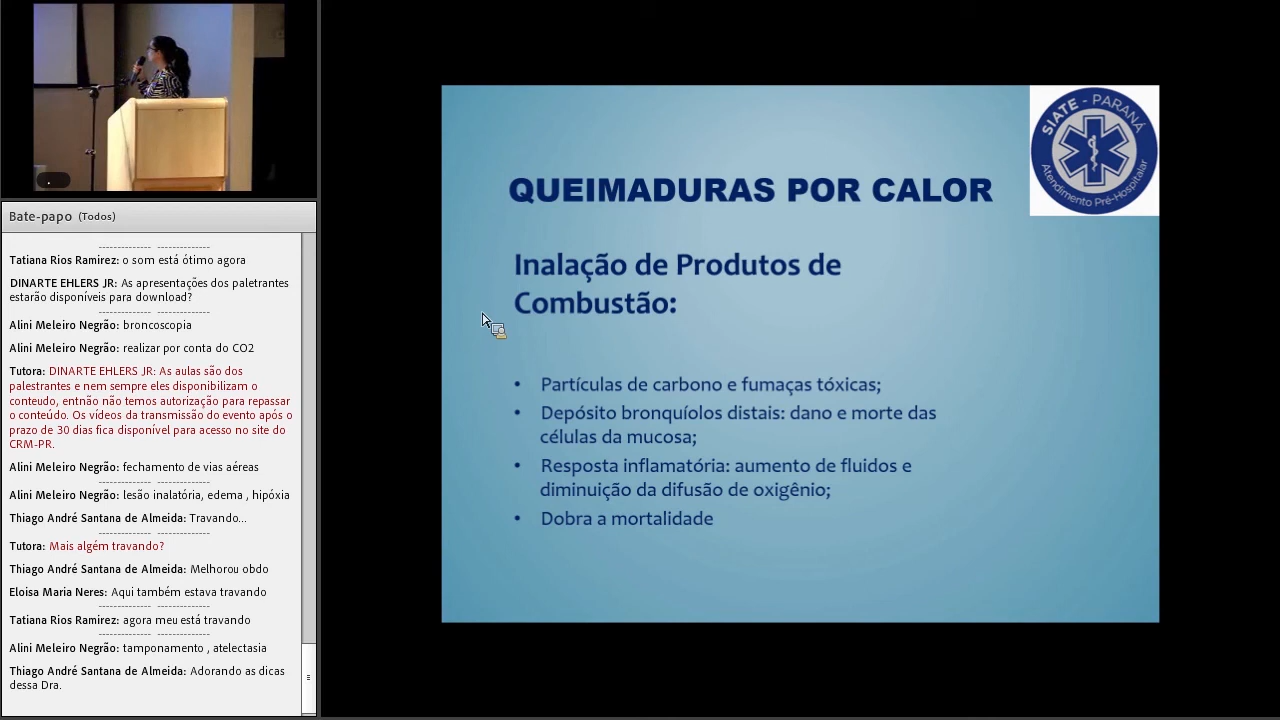 Bate-papo (Todos)
-------------- --------------
Tatiana Rios Ramirez: o som está ótimo agora
DINARTE EHLERS JR: As apresentações dos paletrantes
estarão disponíveis para download?
-------------- --------------
Alini Meleiro Negrão: broncoscopia
Alini Meleiro Negrão: realizar por conta do CO2
Tutora: DINARTE EHLERS JR: As aulas são dos
palestrantes e nem sempre eles disponibilizam o
conteudo, entnão não temos autorização para repassar
o conteúdo. Os vídeos da transmissão do evento após o
prazo de 30 dias fica disponível para acesso no site do
CRM-PR.
Alini Meleiro Negrão: fechamento de vias aéreas
-------------- --------------
Alini Meleiro Negrão: lesão inalatória, edema , hipóxia
Thiago André Santana de Almeida: Travando...
-------------- --------------
Tutora: Mais algém travando?
Thiago André Santana de Almeida: Melhorou obdo
Eloisa Maria Neres: Aqui também estava travando
-------------- --------------
Tatiana Rios Ramirez: agora meu está travando
-------------- --------------
Alini Meleiro Negrão: tamponamento , atelectasia
Thiago André Santana de Almeida: Adorando as dicas
dessa Dra.
SIATE - PARANÁ
Atendimento Pré-Hospitalar
QUEIMADURAS POR CALOR
Inalação de Produtos de
Combustão:
• Partículas de carbono e fumaças tóxicas;
• Depósito bronquíolos distais: dano e morte das
células da mucosa;
• Resposta inflamatória: aumento de fluidos e
diminuição da difusão de oxigênio;
• Dobra a mortalidade